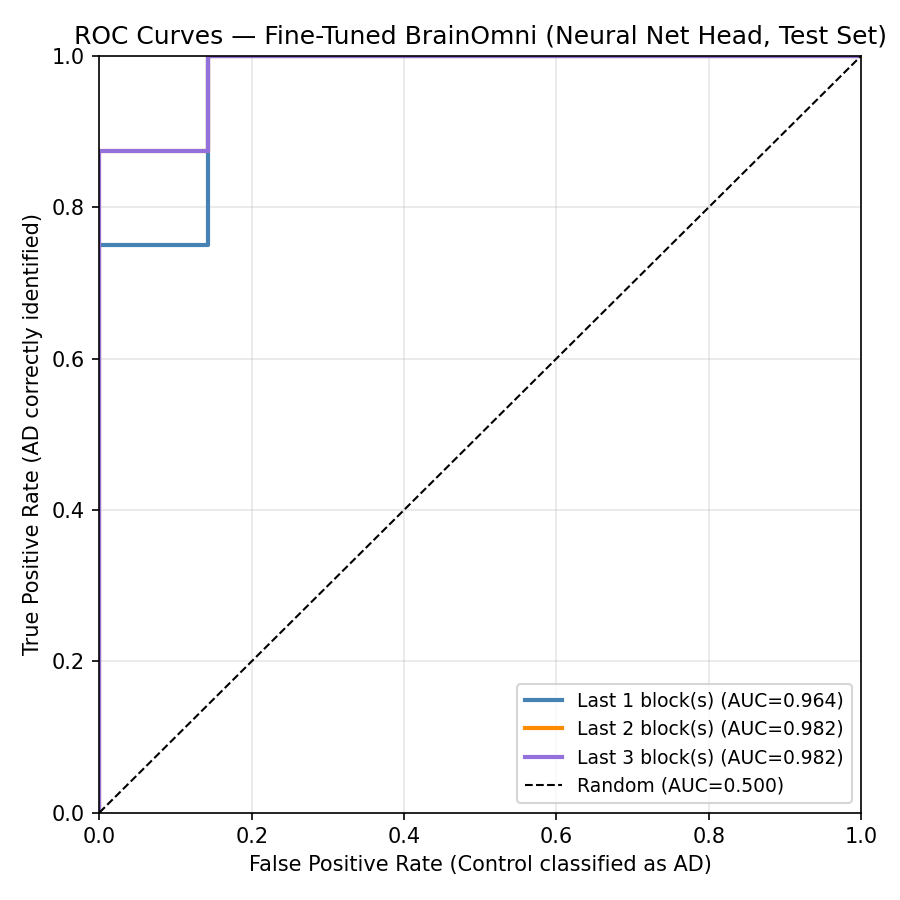 ROC Curves — Fine-Tuned BrainOmni (Neural Net Head, Test Set)
1.0
0.8
0.6
0.4
0.2
0.0
True Positive Rate (AD correctly identified)
Last 1 block(s) (AUC=0.964)
Last 2 block(s) (AUC=0.982)
Last 3 block(s) (AUC=0.982)
Random (AUC=0.500)
0.0 0.2 0.4 0.6 0.8 1.0
False Positive Rate (Control classified as AD)